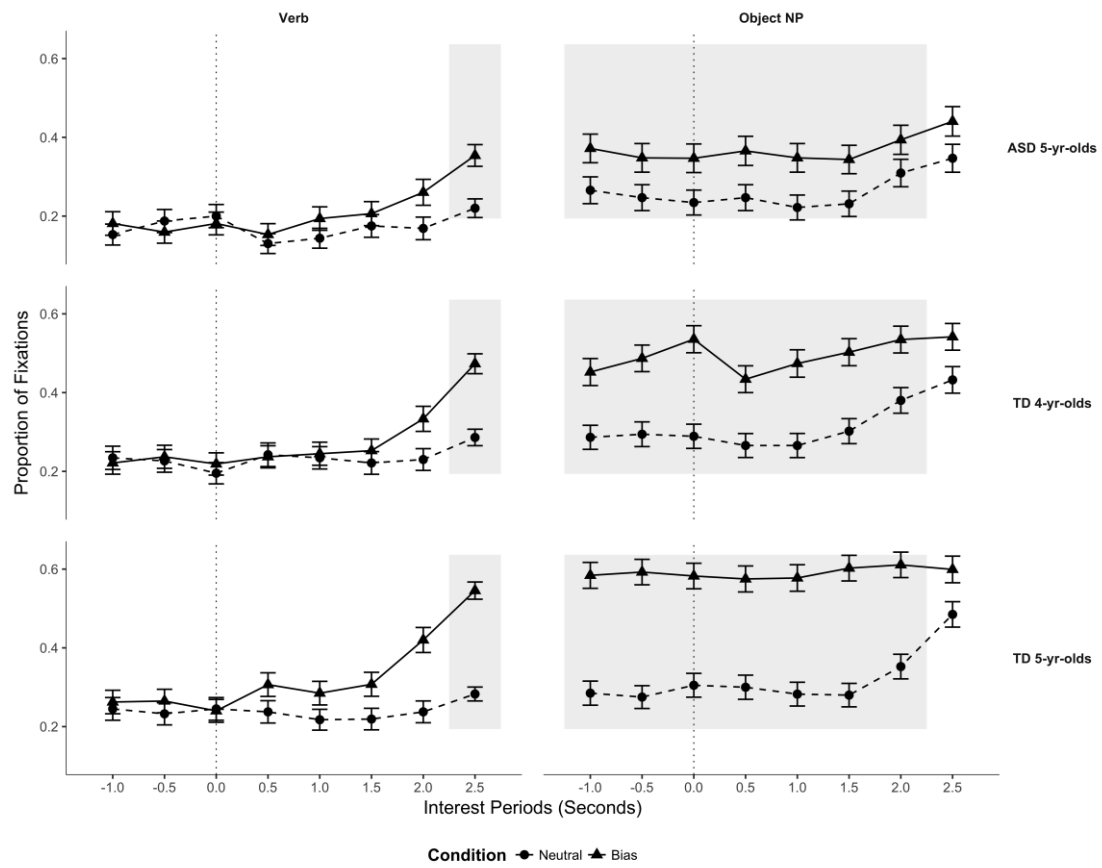 Verb
Object NP
0.6
0.4
0.2
ASD 5-yr-olds
0.6
0.4
0.2
TD 4-yr-olds
0.6
0.4
0.2
TD 5-yr-olds
Proportion of Fixations
-1.0 -0.5 0.0 0.5 1.0 1.5 2.0 2.5
-1.0 -0.5 0.0 0.5 1.0 1.5 2.0 2.5
Interest Periods (Seconds)
Condition Neutral Bias